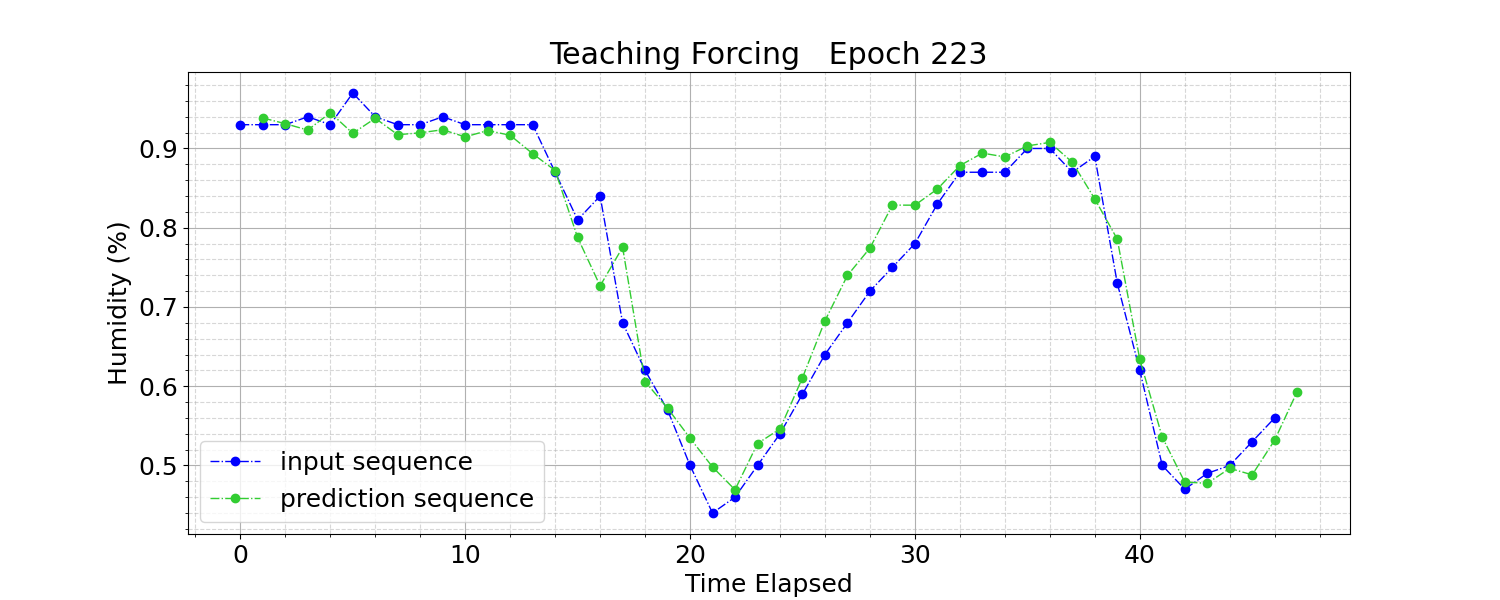 Teaching Forcing   Epoch 223
Humidity (%)
0.9
0.8
0.7
0.6
0.5
input sequence
prediction sequence
0 10 20 30 40
Time Elapsed